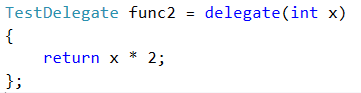 TestDelegate func2 = delegate(int x)
{
    return x * 2;
};